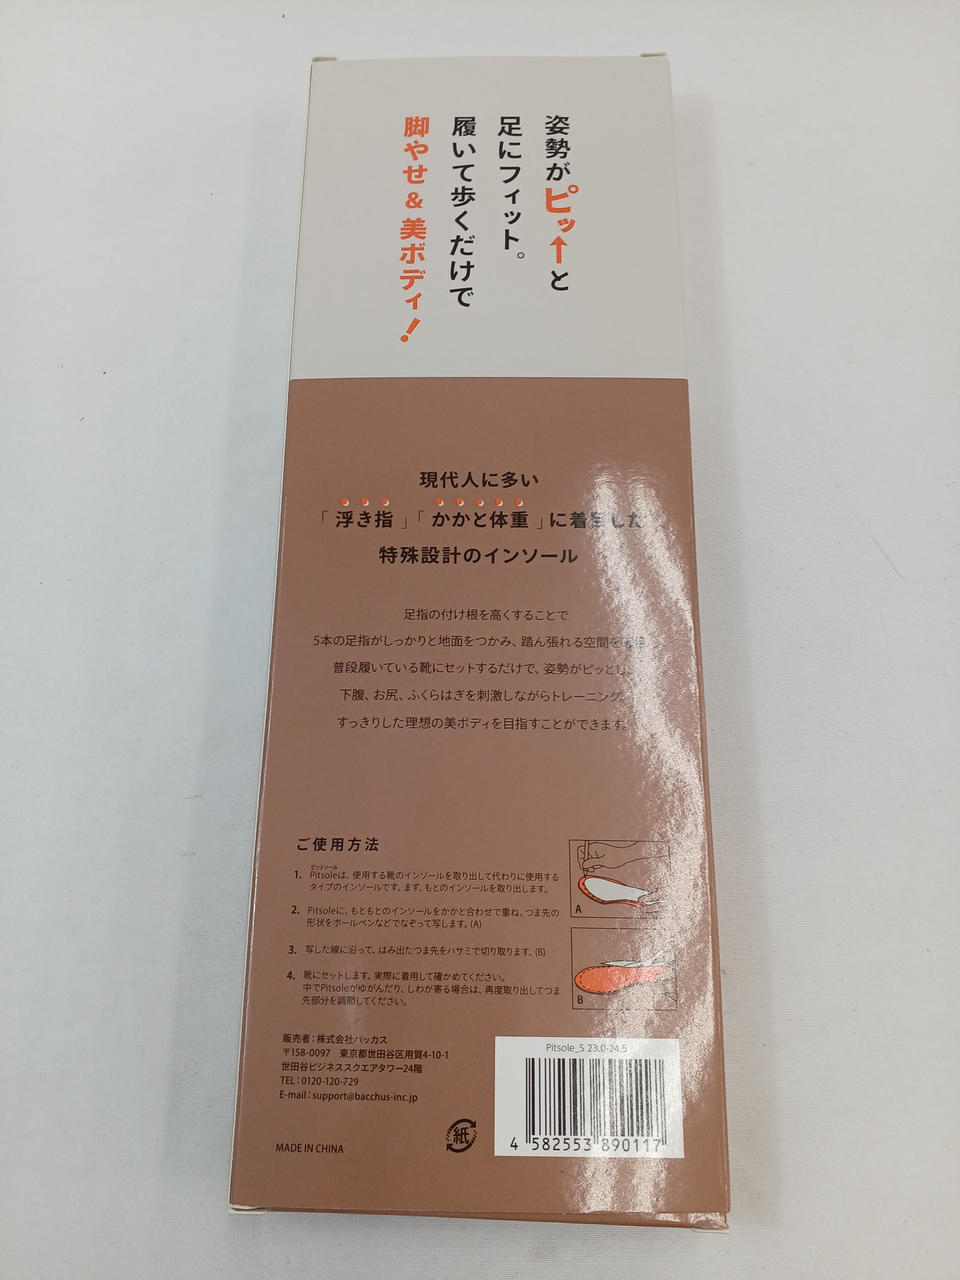 姿勢がピッ↑と
足にフィット。
履いて歩くだけで
脚やせ&美ボディ!
現代人に多い
「浮き指」「かかと体重」に着目した
特殊設計のインソール
足指の付け根を高くすることで
5本の足指がしっかりと地面をつかみ、踏ん張れる空間を
普段履いている靴にセットするだけで、姿勢がピッとし、
下腹、お尻、ふくらはぎを刺激しながらトレーニング。
すっきりした理想の美ボディを目指すことができます。
ご使用方法
ピットソール
1. Pitsoleは、使用する靴のインソールを取り出して代わりに使用する
タイプのインソールです。まず、もとのインソールを取り出します。
2. Pitsoleに、もともとのインソールをかかと合わせで重ね、つま先の
形状をボールペンなどでなぞって写します。(A)
3. 写した線に沿って、はみ出たつま先をハサミで切り取ります。(B)
4. 靴にセットします。実際に着用して確かめてください。
中でPitsoleがゆがんだり、しわが寄る場合は、再度取り出してつま
先部分を調節してください。
A
B
販売者:株式会社バッカス
〒158-0097 東京都世田谷区用賀4-10-1
世田谷ビジネススクエアタワー24階
TEL:0120-120-729
E-mail:support@bacchus-inc.jp
MADE IN CHINA
紙
Pitsole_S 23.0-24.5
4 582553 890117